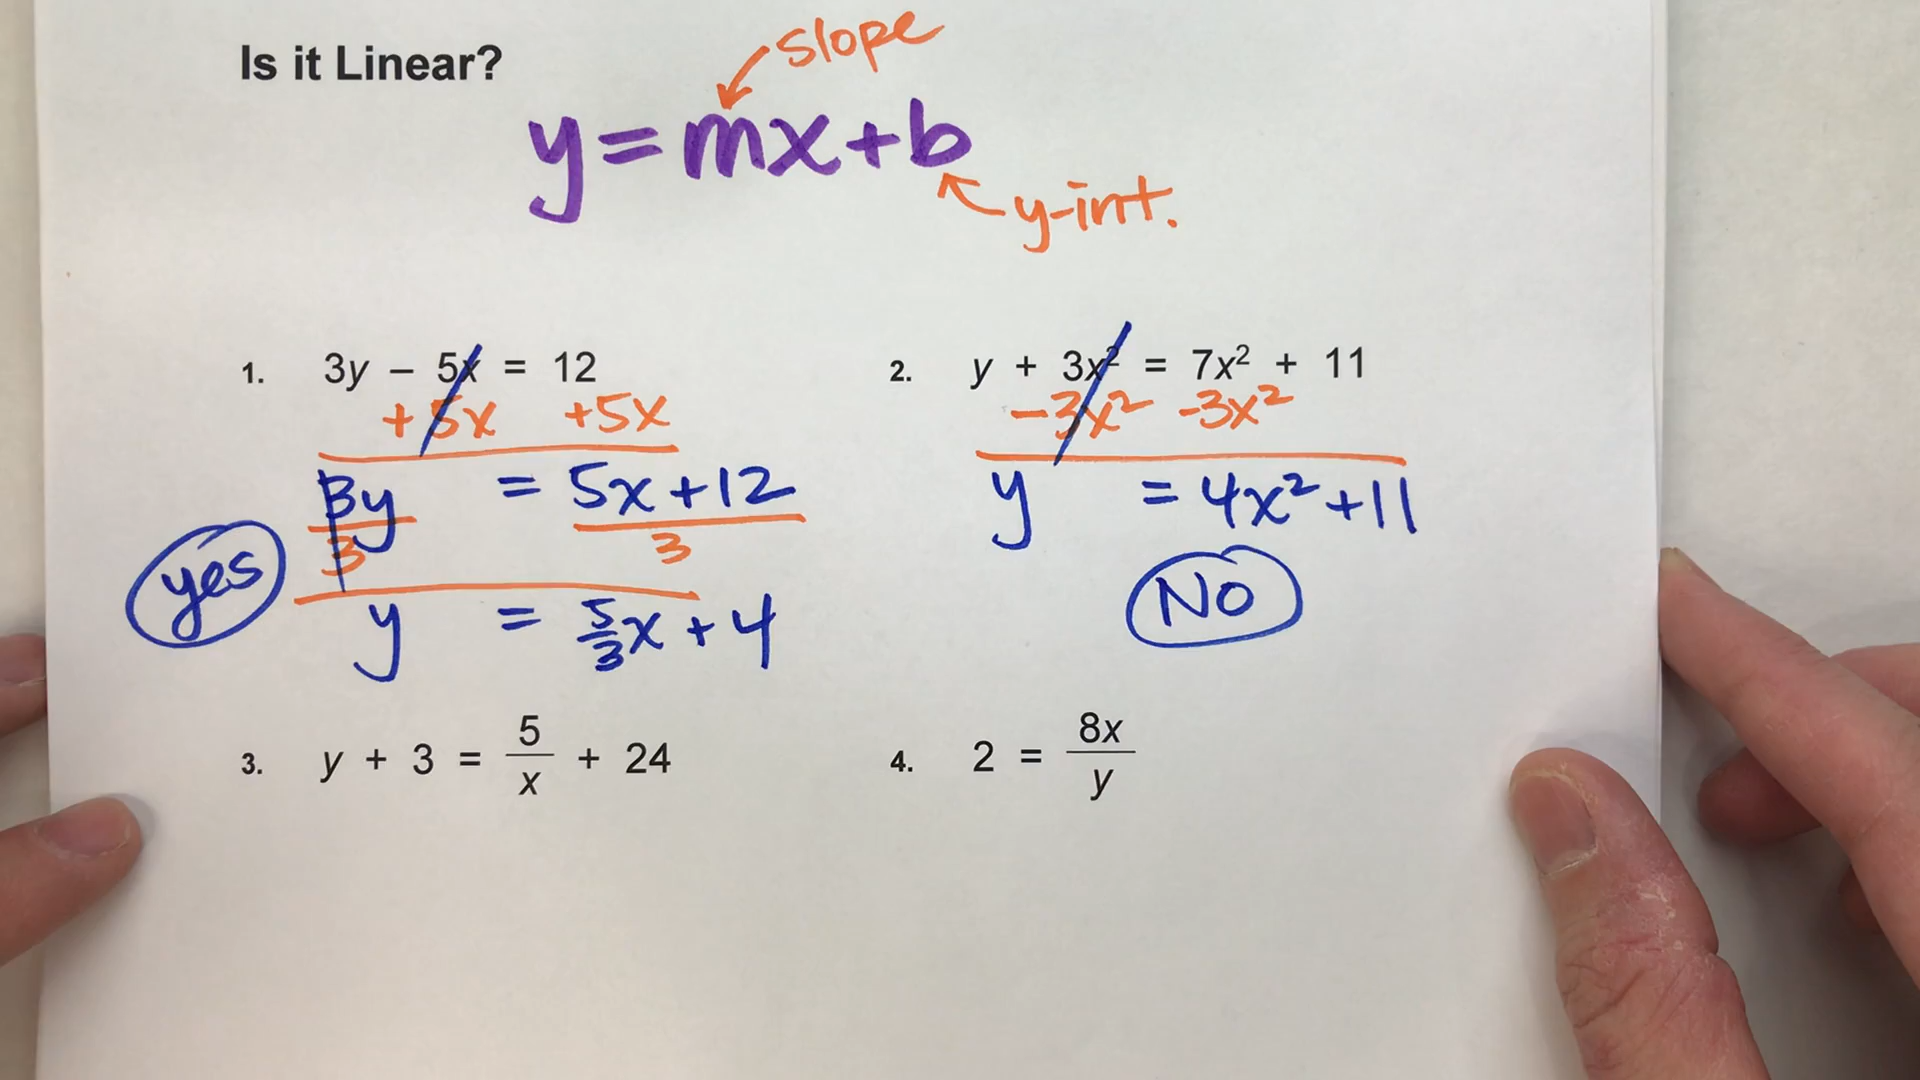 Is it Linear?
slope
y = mx + b
y-int.
1. 3y − 5x = 12
+ 5x +5x
3y = 5x + 12
3 3
yes
y = 5/3 x + 4
2. y + 3x² = 7x² + 11
−3x² -3x²
y = 4x² + 11
NO
3. y + 3 = 5/x + 24
4. 2 = 8x/y